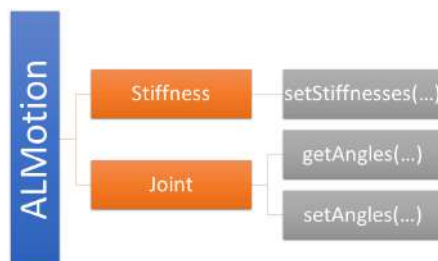 ALMotion
Stiffness
setStiffnesses(...)
Joint
getAngles(...)
setAngles(...)